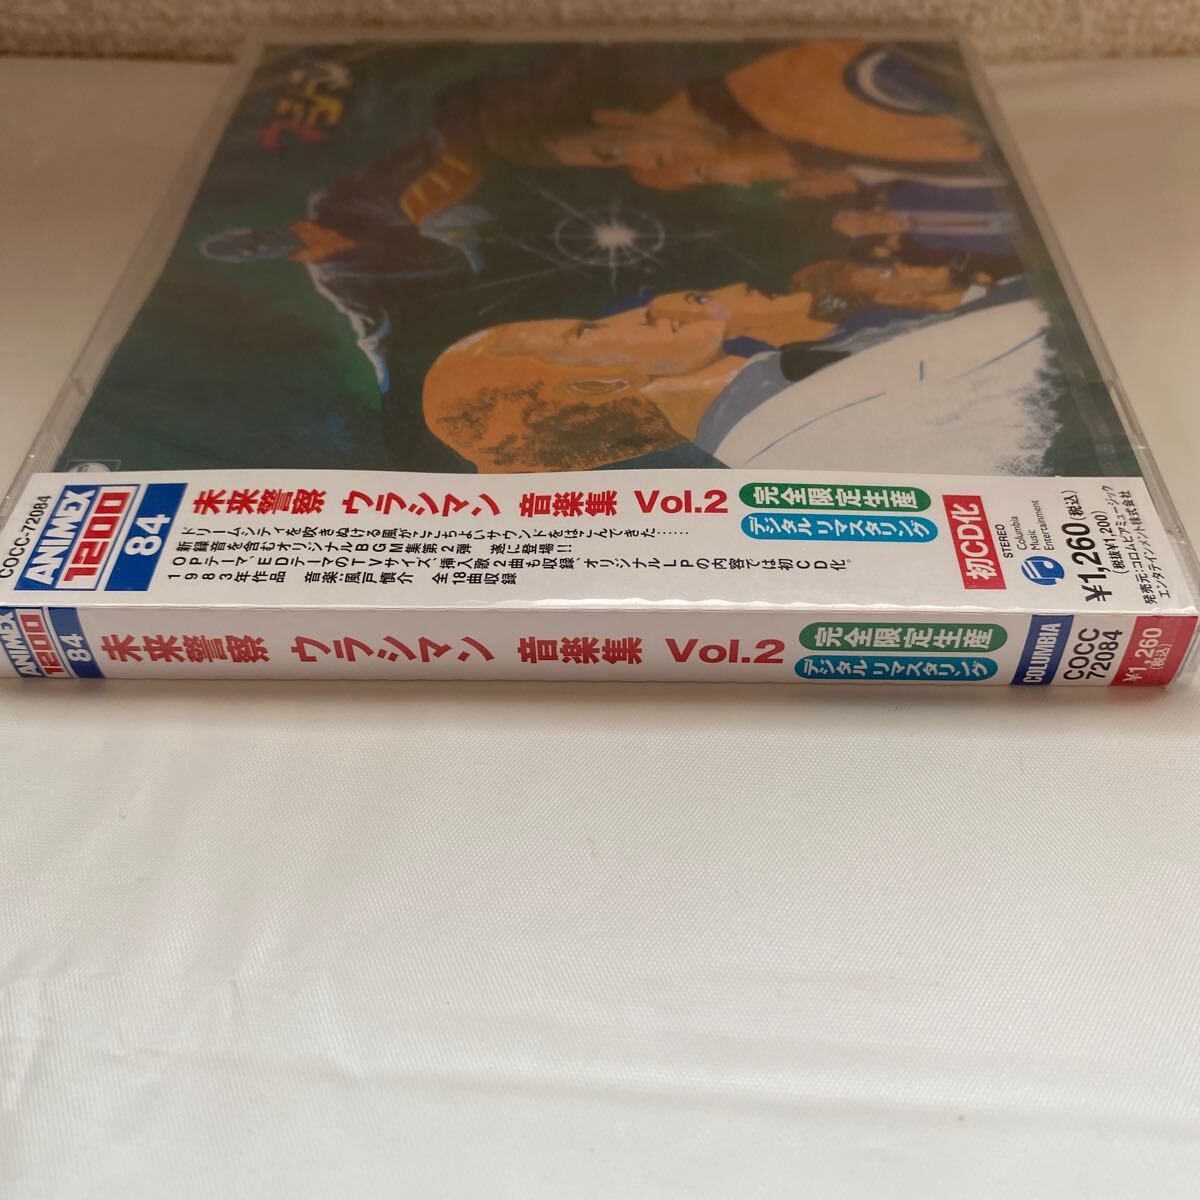 ウラシマン
COCC-72084
ANIMEX
1200
84
未来警察 ウラシマン 音楽集 Vol.2
完全限定生産
デジタルリマスタリング
ドリームシティを吹きぬける風がここちよいサウンドをはこんできた……
新録音を含むオリジナルBGM集第2弾 遂に登場!!
OPテーマ、EDテーマのTVサイズ、挿入歌2曲も収録、オリジナルLPの内容では初CD化。
1983年作品 音楽:風戸慎介 全18曲収録
初CD化
STEREO
Columbia
Music
Entertainment
¥1,260(税込)
(税抜¥1,200)
発売元:コロムビアミュージック
エンタテインメント株式会社
ANIMEX
1200
84
未来警察 ウラシマン 音楽集 Vol.2
完全限定生産
デジタルリマスタリング
COLUMBIA
COCC
72084
¥1,260
(税込)